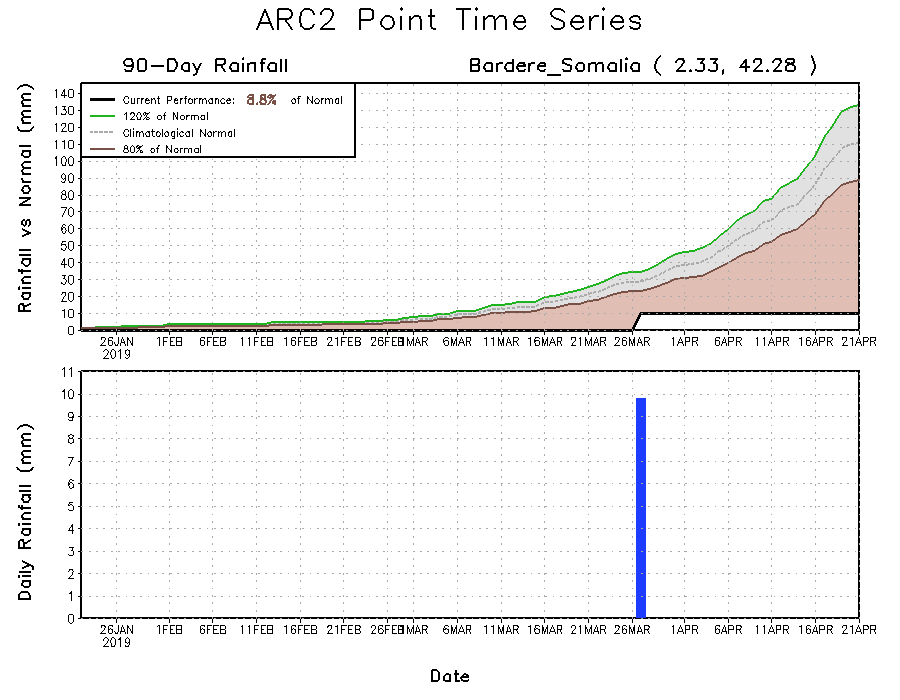 ARC2 Point Time Series
90-Day Rainfall Bardere_Somalia ( 2.33, 42.28 )
Rainfall vs Normal (mm)
Current Performance: 8.8% of Normal
120% of Normal
Climatological Normal
80% of Normal
140
130
120
110
100
90
80
70
60
50
40
30
20
10
0
26JAN 1FEB 6FEB 11FEB 16FEB 21FEB 26FEB 1MAR 6MAR 11MAR 16MAR 21MAR 26MAR 1APR 6APR 11APR 16APR 21APR
2019
Daily Rainfall (mm)
11
10
9
8
7
6
5
4
3
2
1
0
26JAN 1FEB 6FEB 11FEB 16FEB 21FEB 26FEB 1MAR 6MAR 11MAR 16MAR 21MAR 26MAR 1APR 6APR 11APR 16APR 21APR
2019
Date